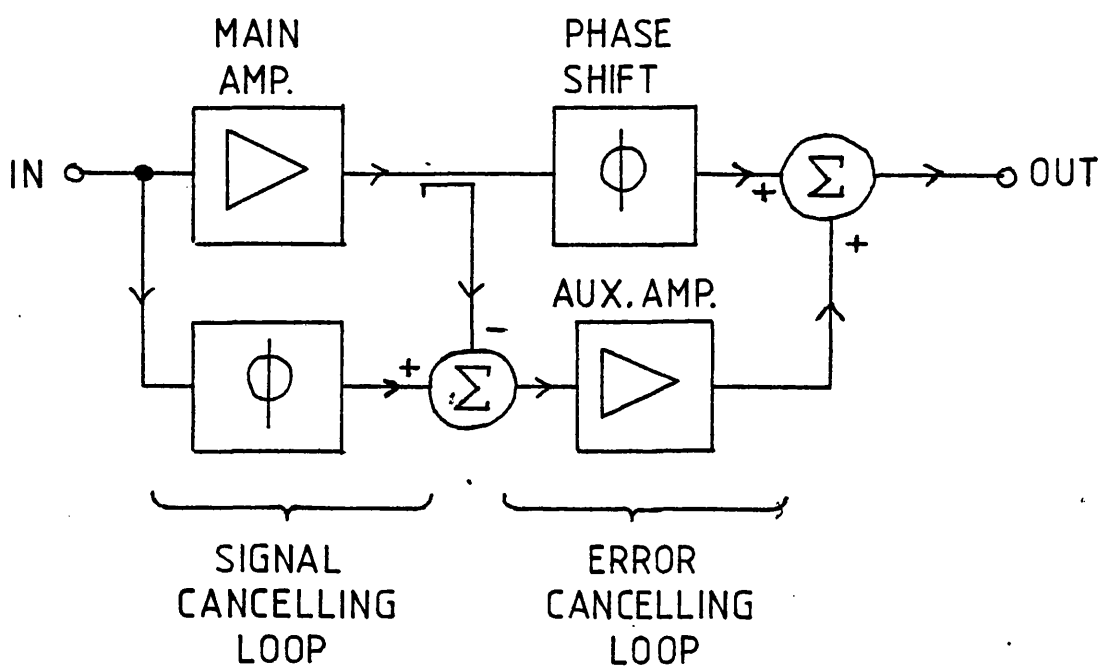 MAIN
AMP.
PHASE
SHIFT
IN
ϕ
+
Σ
OUT
+
AUX. AMP.
−
ϕ
+
Σ
SIGNAL
CANCELLING
LOOP
ERROR
CANCELLING
LOOP